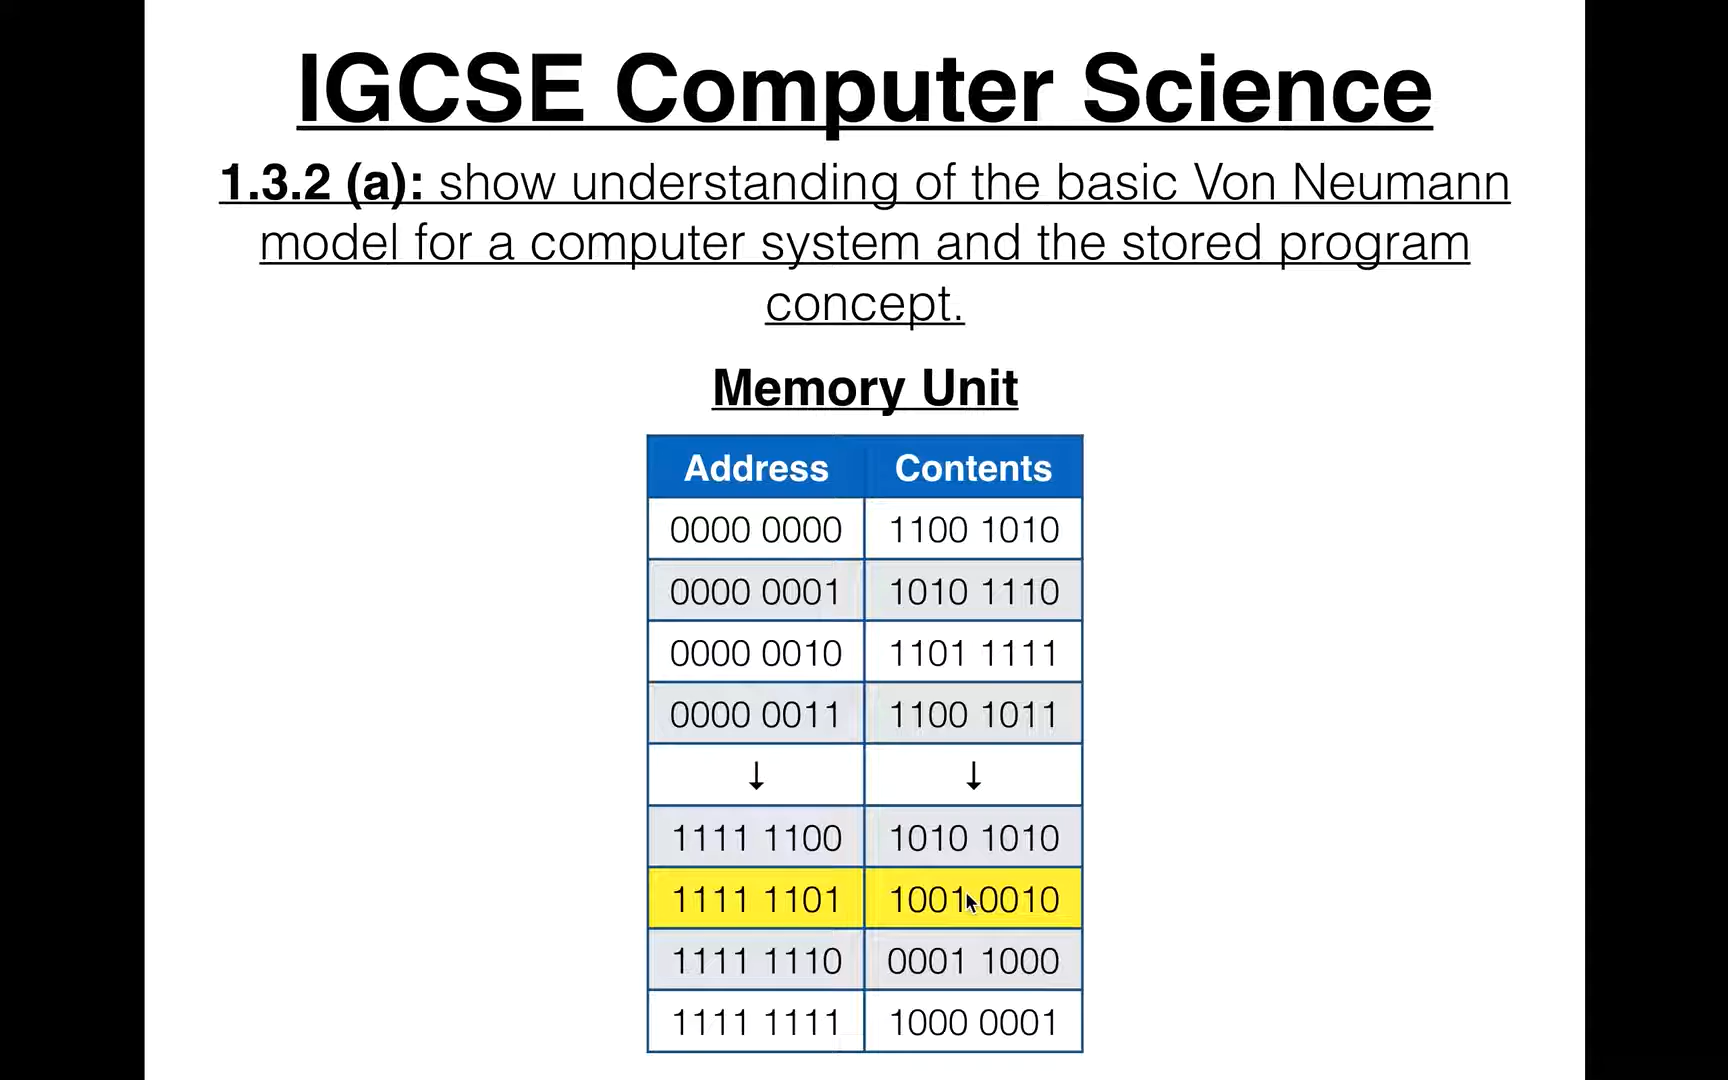 IGCSE Computer Science
1.3.2 (a): show understanding of the basic Von Neumann
model for a computer system and the stored program
concept.
Memory Unit
Address Contents
0000 0000 1100 1010
0000 0001 1010 1110
0000 0010 1101 1111
0000 0011 1100 1011
↓ ↓
1111 1100 1010 1010
1111 1101 1001 0010
1111 1110 0001 1000
1111 1111 1000 0001